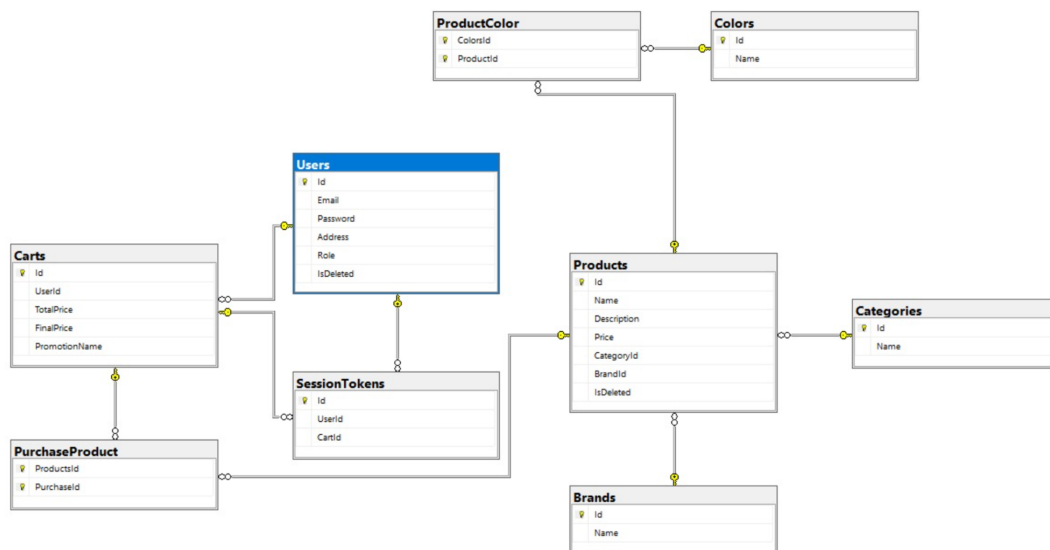 ProductColor
ColorsId
ProductId
Colors
Id
Name
Users
Id
Email
Password
Address
Role
IsDeleted
Carts
Id
UserId
TotalPrice
FinalPrice
PromotionName
Products
Id
Name
Description
Price
CategoryId
BrandId
IsDeleted
Categories
Id
Name
SessionTokens
Id
UserId
CartId
PurchaseProduct
ProductsId
PurchaseId
Brands
Id
Name